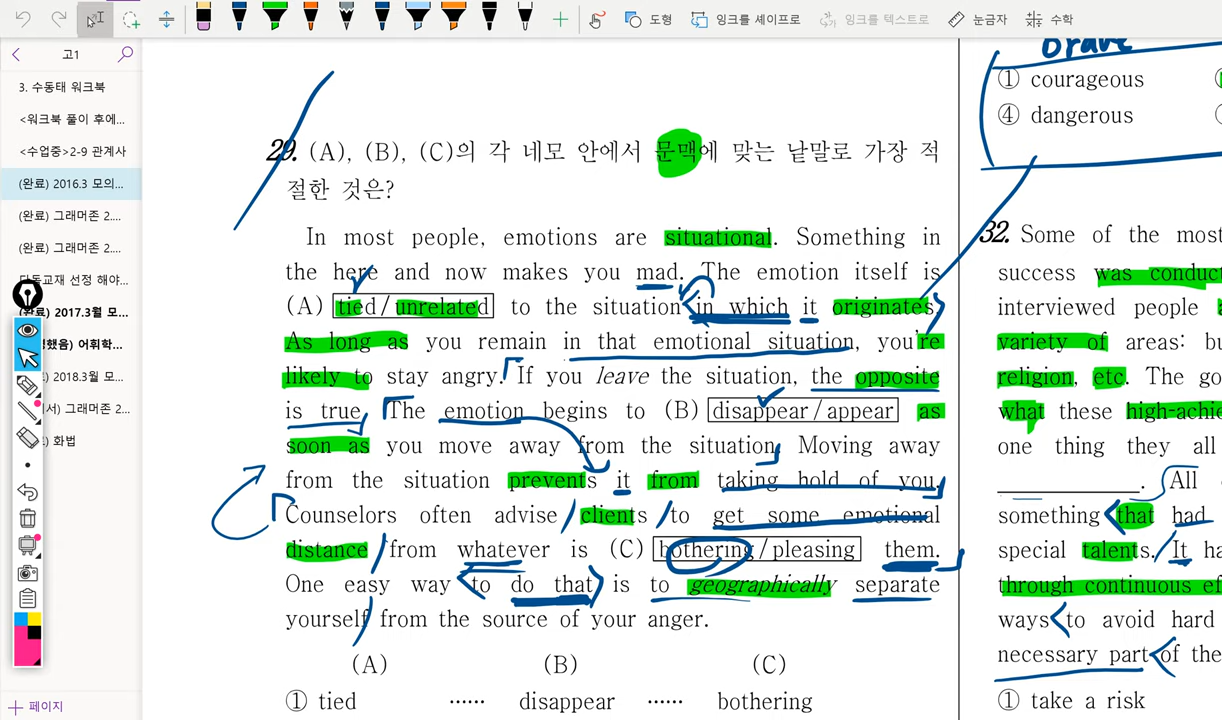 도형
잉크를 셰이프로
잉크를 텍스트로
눈금자
수학
고1
3. 수동태 워크북
<워크북 풀이 후에...
<수업중>2-9 관계사
(완료) 2016.3 모의...
(완료) 그래머존 2....
(완료) 그래머존 2....
교재 선정 해야...
2017.3월 모...
했음) 어휘학...
2018.3월 모...
서) 그래머존 2...
) 화법
페이지
29. (A), (B), (C)의 각 네모 안에서 문맥에 맞는 낱말로 가장 적
절한 것은?
In most people, emotions are situational. Something in
the here and now makes you mad. The emotion itself is
(A) tied / unrelated to the situation in which it originates.
As long as you remain in that emotional situation, you're
likely to stay angry. If you leave the situation, the opposite
is true. The emotion begins to (B) disappear / appear as
soon as you move away from the situation. Moving away
from the situation prevents it from taking hold of you.
Counselors often advise clients to get some emotional
distance from whatever is (C) bothering / pleasing them.
One easy way to do that is to geographically separate
yourself from the source of your anger.
(A) (B) (C)
① tied ...... disappear ...... bothering
brave
① courageous
④ dangerous
32. Some of the most
success was conduct
interviewed people
variety of areas: bu
religion, etc. The go
what these high-achie
one thing they all
. All
something that had
special talents. It ha
through continuous ef
ways to avoid hard
necessary part of the
① take a risk